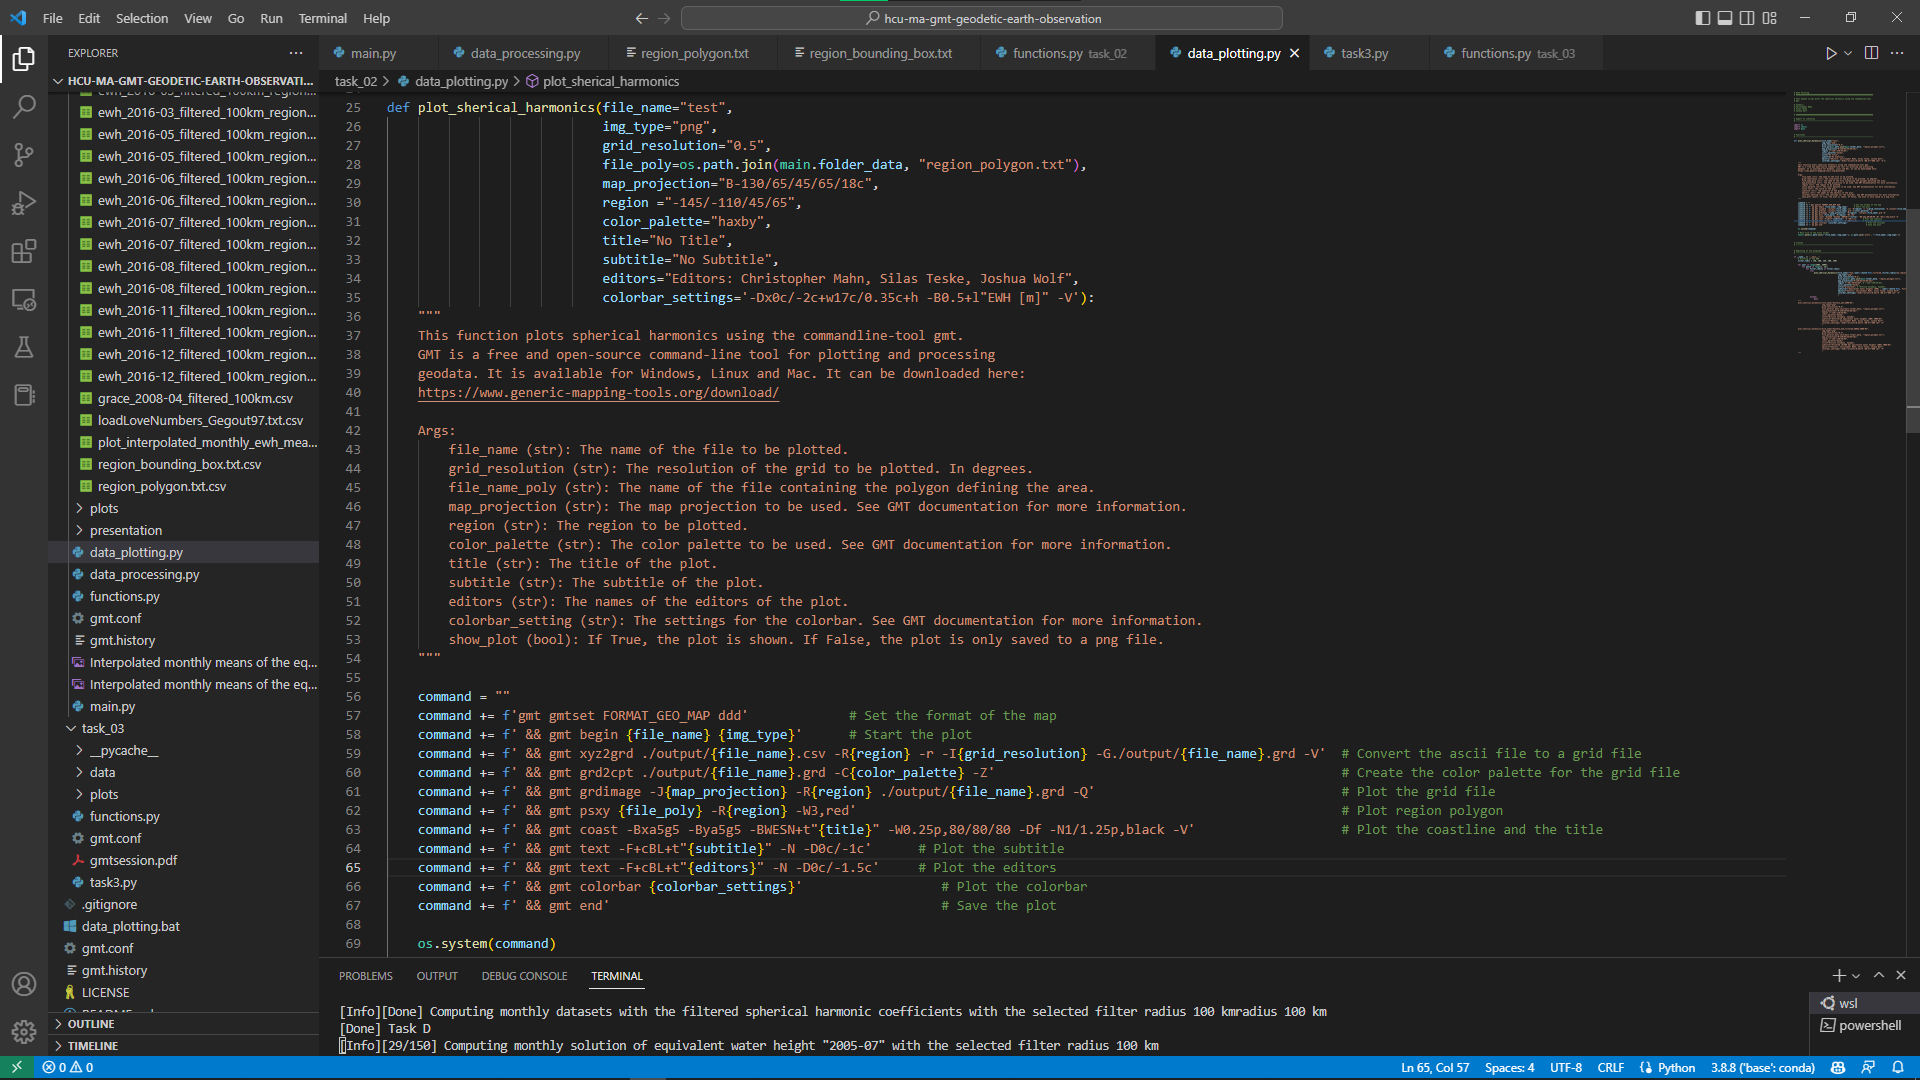 File Edit Selection View Go Run Terminal Help
hcu-ma-gmt-geodetic-earth-observation
EXPLORER
HCU-MA-GMT-GEODETIC-EARTH-OBSERVATI...
ewh_2016-03_filtered_100km_region...
ewh_2016-05_filtered_100km_region...
ewh_2016-05_filtered_100km_region...
ewh_2016-06_filtered_100km_region...
ewh_2016-06_filtered_100km_region...
ewh_2016-07_filtered_100km_region...
ewh_2016-07_filtered_100km_region...
ewh_2016-08_filtered_100km_region...
ewh_2016-08_filtered_100km_region...
ewh_2016-11_filtered_100km_region...
ewh_2016-11_filtered_100km_region...
ewh_2016-12_filtered_100km_region...
ewh_2016-12_filtered_100km_region...
grace_2008-04_filtered_100km.csv
loadLoveNumbers_Gegout97.txt.csv
plot_interpolated_monthly_ewh_mea...
region_bounding_box.txt.csv
region_polygon.txt.csv
plots
presentation
data_plotting.py
data_processing.py
functions.py
gmt.conf
gmt.history
Interpolated monthly means of the eq...
Interpolated monthly means of the eq...
main.py
task_03
__pycache__
data
plots
functions.py
gmt.conf
gmtsession.pdf
task3.py
.gitignore
data_plotting.bat
gmt.conf
gmt.history
LICENSE
OUTLINE
TIMELINE
main.py data_processing.py region_polygon.txt region_bounding_box.txt functions.py task_02 data_plotting.py task3.py functions.py task_03
task_02 > data_plotting.py > plot_sherical_harmonics
25 def plot_sherical_harmonics(file_name="test",
26 img_type="png",
27 grid_resolution="0.5",
28 file_poly=os.path.join(main.folder_data, "region_polygon.txt"),
29 map_projection="B-130/65/45/65/18c",
30 region ="-145/-110/45/65",
31 color_palette="haxby",
32 title="No Title",
33 subtitle="No Subtitle",
34 editors="Editors: Christopher Mahn, Silas Teske, Joshua Wolf",
35 colorbar_settings='-Dx0c/-2c+w17c/0.35c+h -B0.5+l"EWH [m]" -V'):
36 """
37 This function plots spherical harmonics using the commandline-tool gmt.
38 GMT is a free and open-source command-line tool for plotting and processing
39 geodata. It is available for Windows, Linux and Mac. It can be downloaded here:
40 https://www.generic-mapping-tools.org/download/
41
42 Args:
43 file_name (str): The name of the file to be plotted.
44 grid_resolution (str): The resolution of the grid to be plotted. In degrees.
45 file_name_poly (str): The name of the file containing the polygon defining the area.
46 map_projection (str): The map projection to be used. See GMT documentation for more information.
47 region (str): The region to be plotted.
48 color_palette (str): The color palette to be used. See GMT documentation for more information.
49 title (str): The title of the plot.
50 subtitle (str): The subtitle of the plot.
51 editors (str): The names of the editors of the plot.
52 colorbar_setting (str): The settings for the colorbar. See GMT documentation for more information.
53 show_plot (bool): If True, the plot is shown. If False, the plot is only saved to a png file.
54 """
55
56 command = ""
57 command += f'gmt gmtset FORMAT_GEO_MAP ddd' # Set the format of the map
58 command += f' && gmt begin {file_name} {img_type}' # Start the plot
59 command += f' && gmt xyz2grd ./output/{file_name}.csv -R{region} -r -I{grid_resolution} -G./output/{file_name}.grd -V' # Convert the ascii file to a grid file
60 command += f' && gmt grd2cpt ./output/{file_name}.grd -C{color_palette} -Z' # Create the color palette for the grid file
61 command += f' && gmt grdimage -J{map_projection} -R{region} ./output/{file_name}.grd -Q' # Plot the grid file
62 command += f' && gmt psxy {file_poly} -R{region} -W3,red' # Plot region polygon
63 command += f' && gmt coast -Bxa5g5 -Bya5g5 -BWESN+t"{title}" -W0.25p,80/80/80 -Df -N1/1.25p,black -V' # Plot the coastline and the title
64 command += f' && gmt text -F+cBL+t"{subtitle}" -N -D0c/-1c' # Plot the subtitle
65 command += f' && gmt text -F+cBL+t"{editors}" -N -D0c/-1.5c' # Plot the editors
66 command += f' && gmt colorbar {colorbar_settings}' # Plot the colorbar
67 command += f' && gmt end' # Save the plot
68
69 os.system(command)
PROBLEMS OUTPUT DEBUG CONSOLE TERMINAL
[Info][Done] Computing monthly datasets with the filtered spherical harmonic coefficients with the selected filter radius 100 kmradius 100 km
[Done] Task D
[Info][29/150] Computing monthly solution of equivalent water height "2005-07" with the selected filter radius 100 km
wsl
powershell
0 0 Ln 65, Col 57 Spaces: 4 UTF-8 CRLF Python 3.8.8 ('base': conda)